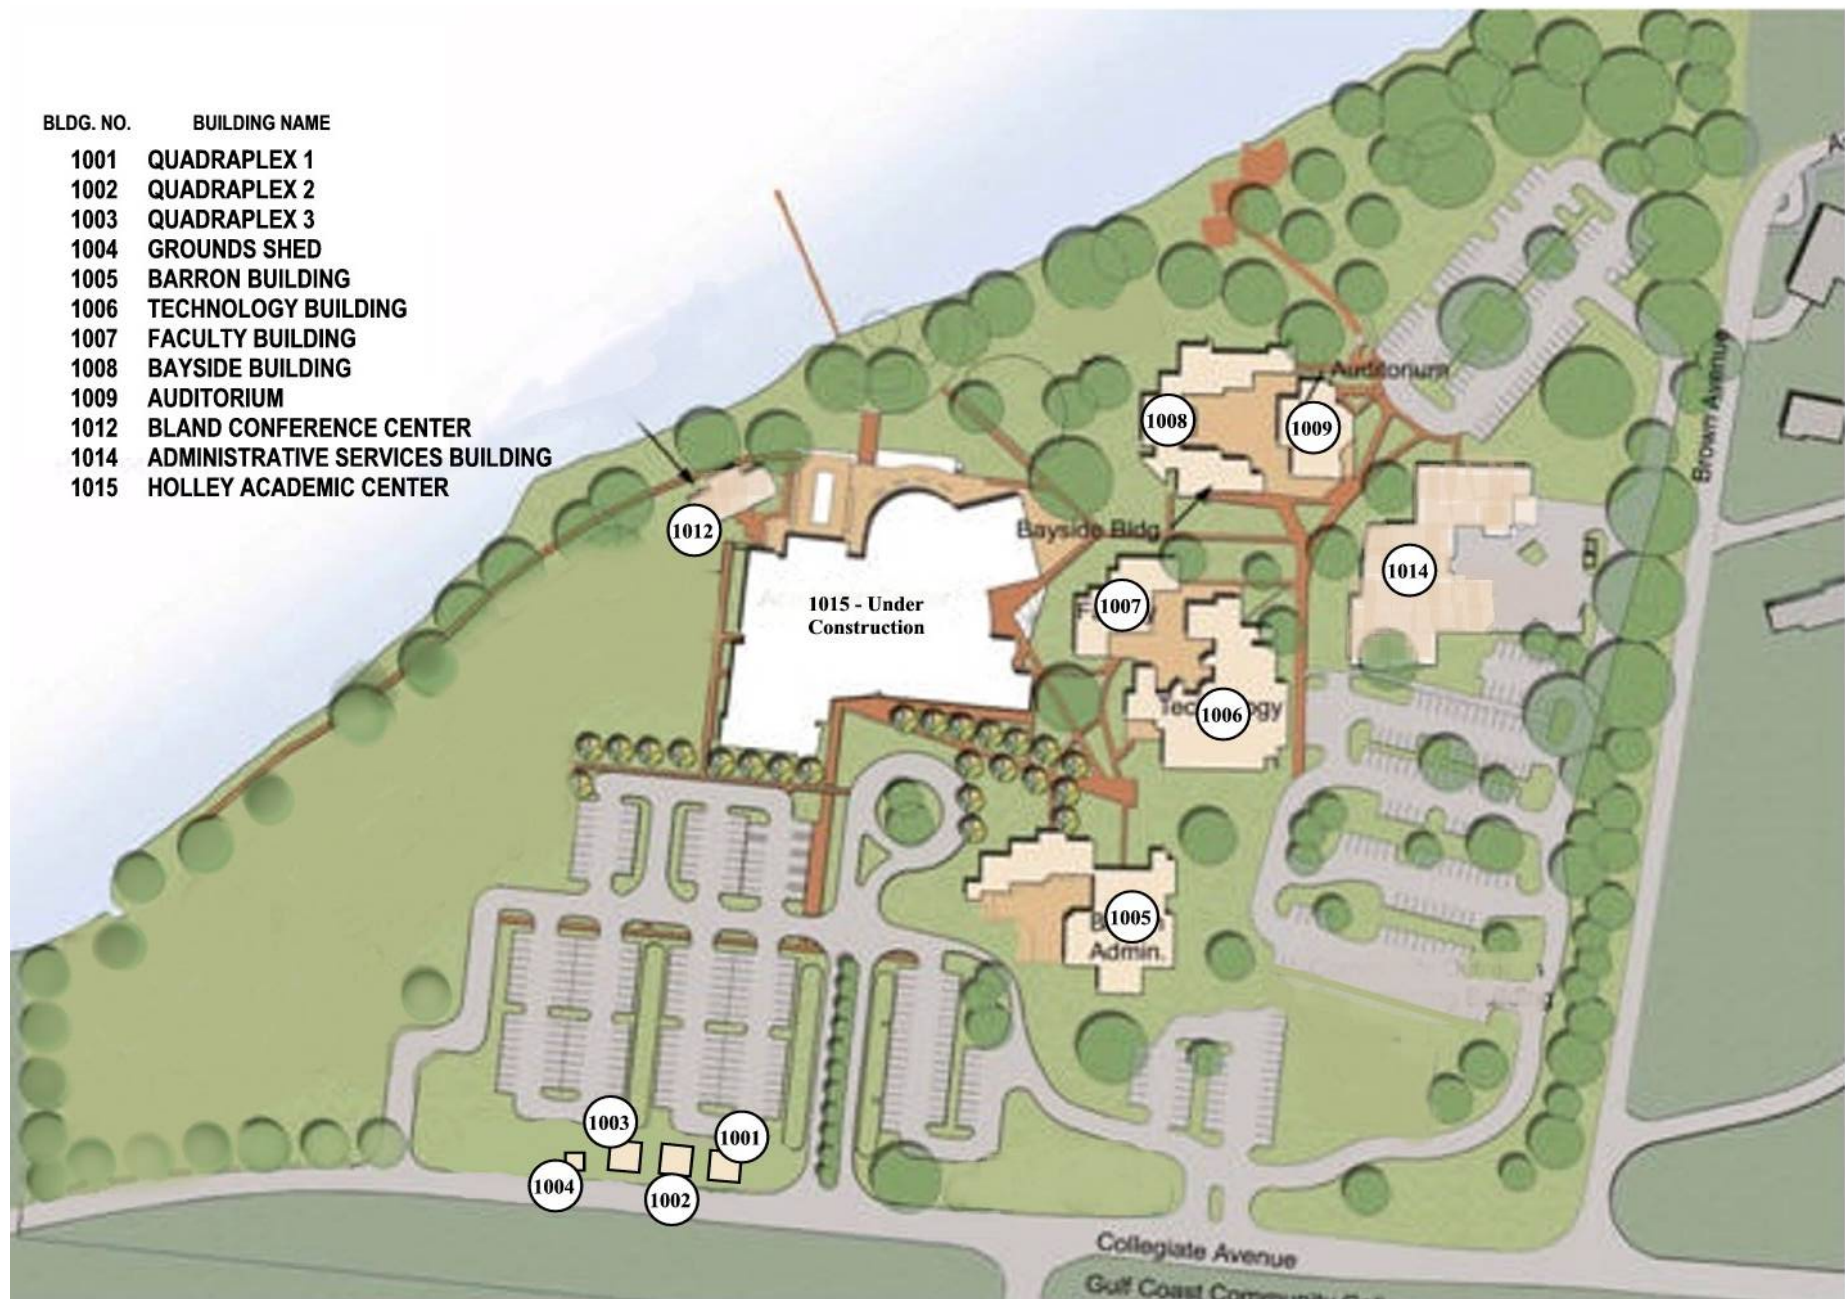 BLDG. NO. BUILDING NAME
1001 QUADRAPLEX 1
1002 QUADRAPLEX 2
1003 QUADRAPLEX 3
1004 GROUNDS SHED
1005 BARRON BUILDING
1006 TECHNOLOGY BUILDING
1007 FACULTY BUILDING
1008 BAYSIDE BUILDING
1009 AUDITORIUM
1012 BLAND CONFERENCE CENTER
1014 ADMINISTRATIVE SERVICES BUILDING
1015 HOLLEY ACADEMIC CENTER
Auditorium
1008
1009
Brown Avenue
1012
Bayside Bldg
1014
1015 - Under
Construction
1007
1006
1005
Admin.
1003
1001
1004
1002
Collegiate Avenue
Gulf Coast